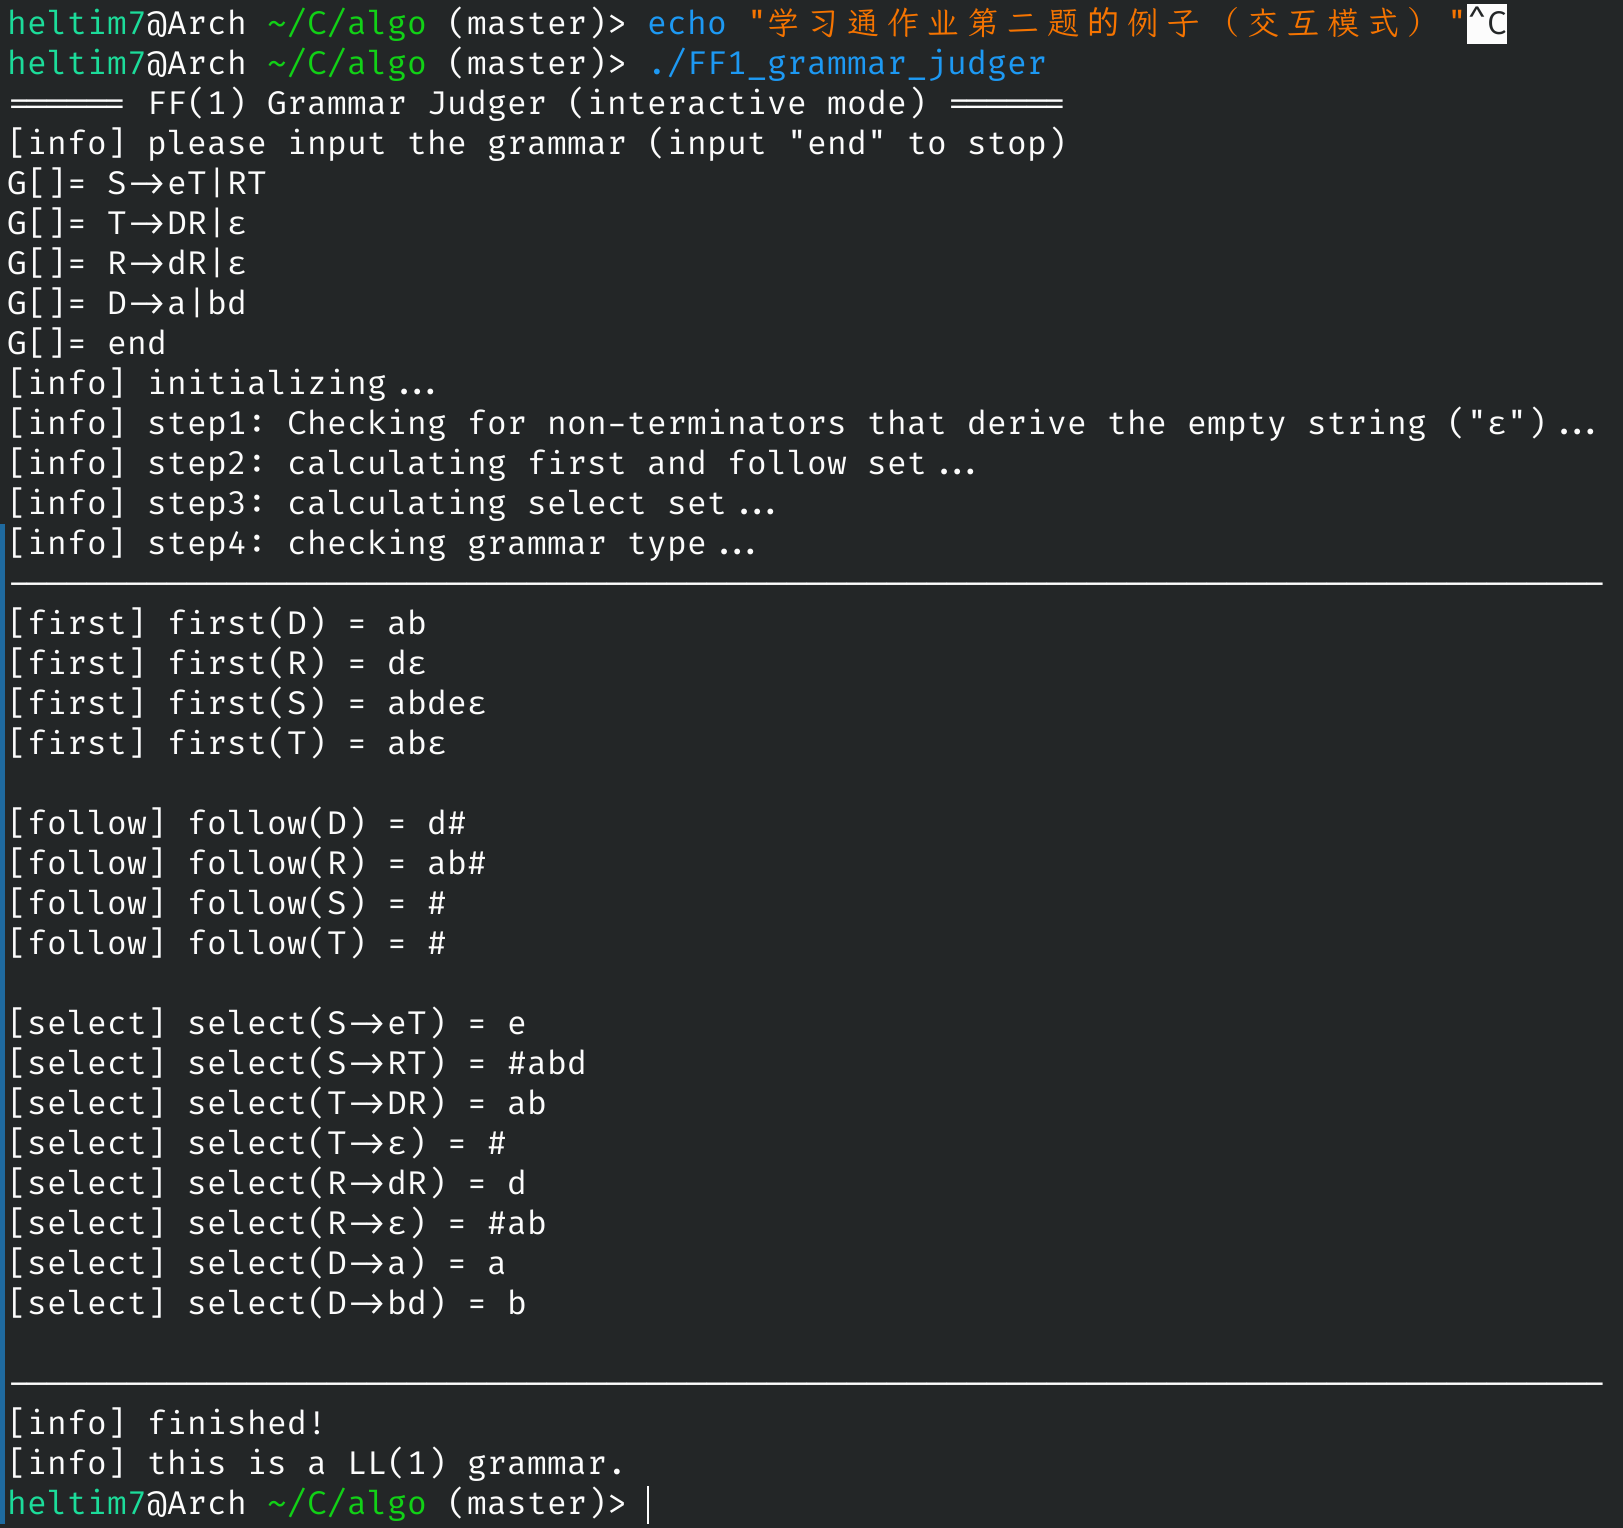 heltim7@Arch ~/C/algo (master)> echo "学习通作业第二题的例子（交互模式）"^C
heltim7@Arch ~/C/algo (master)> ./FF1_grammar_judger
====== FF(1) Grammar Judger (interactive mode) ======
[info] please input the grammar (input "end" to stop)
G[]= S->eT|RT
G[]= T->DR|ε
G[]= R->dR|ε
G[]= D->a|bd
G[]= end
[info] initializing...
[info] step1: Checking for non-terminators that derive the empty string ("ε")...
[info] step2: calculating first and follow set...
[info] step3: calculating select set...
[info] step4: checking grammar type...
[first] first(D) = ab
[first] first(R) = dε
[first] first(S) = abdeε
[first] first(T) = abε
[follow] follow(D) = d#
[follow] follow(R) = ab#
[follow] follow(S) = #
[follow] follow(T) = #
[select] select(S->eT) = e
[select] select(S->RT) = #abd
[select] select(T->DR) = ab
[select] select(T->ε) = #
[select] select(R->dR) = d
[select] select(R->ε) = #ab
[select] select(D->a) = a
[select] select(D->bd) = b
[info] finished!
[info] this is a LL(1) grammar.
heltim7@Arch ~/C/algo (master)>